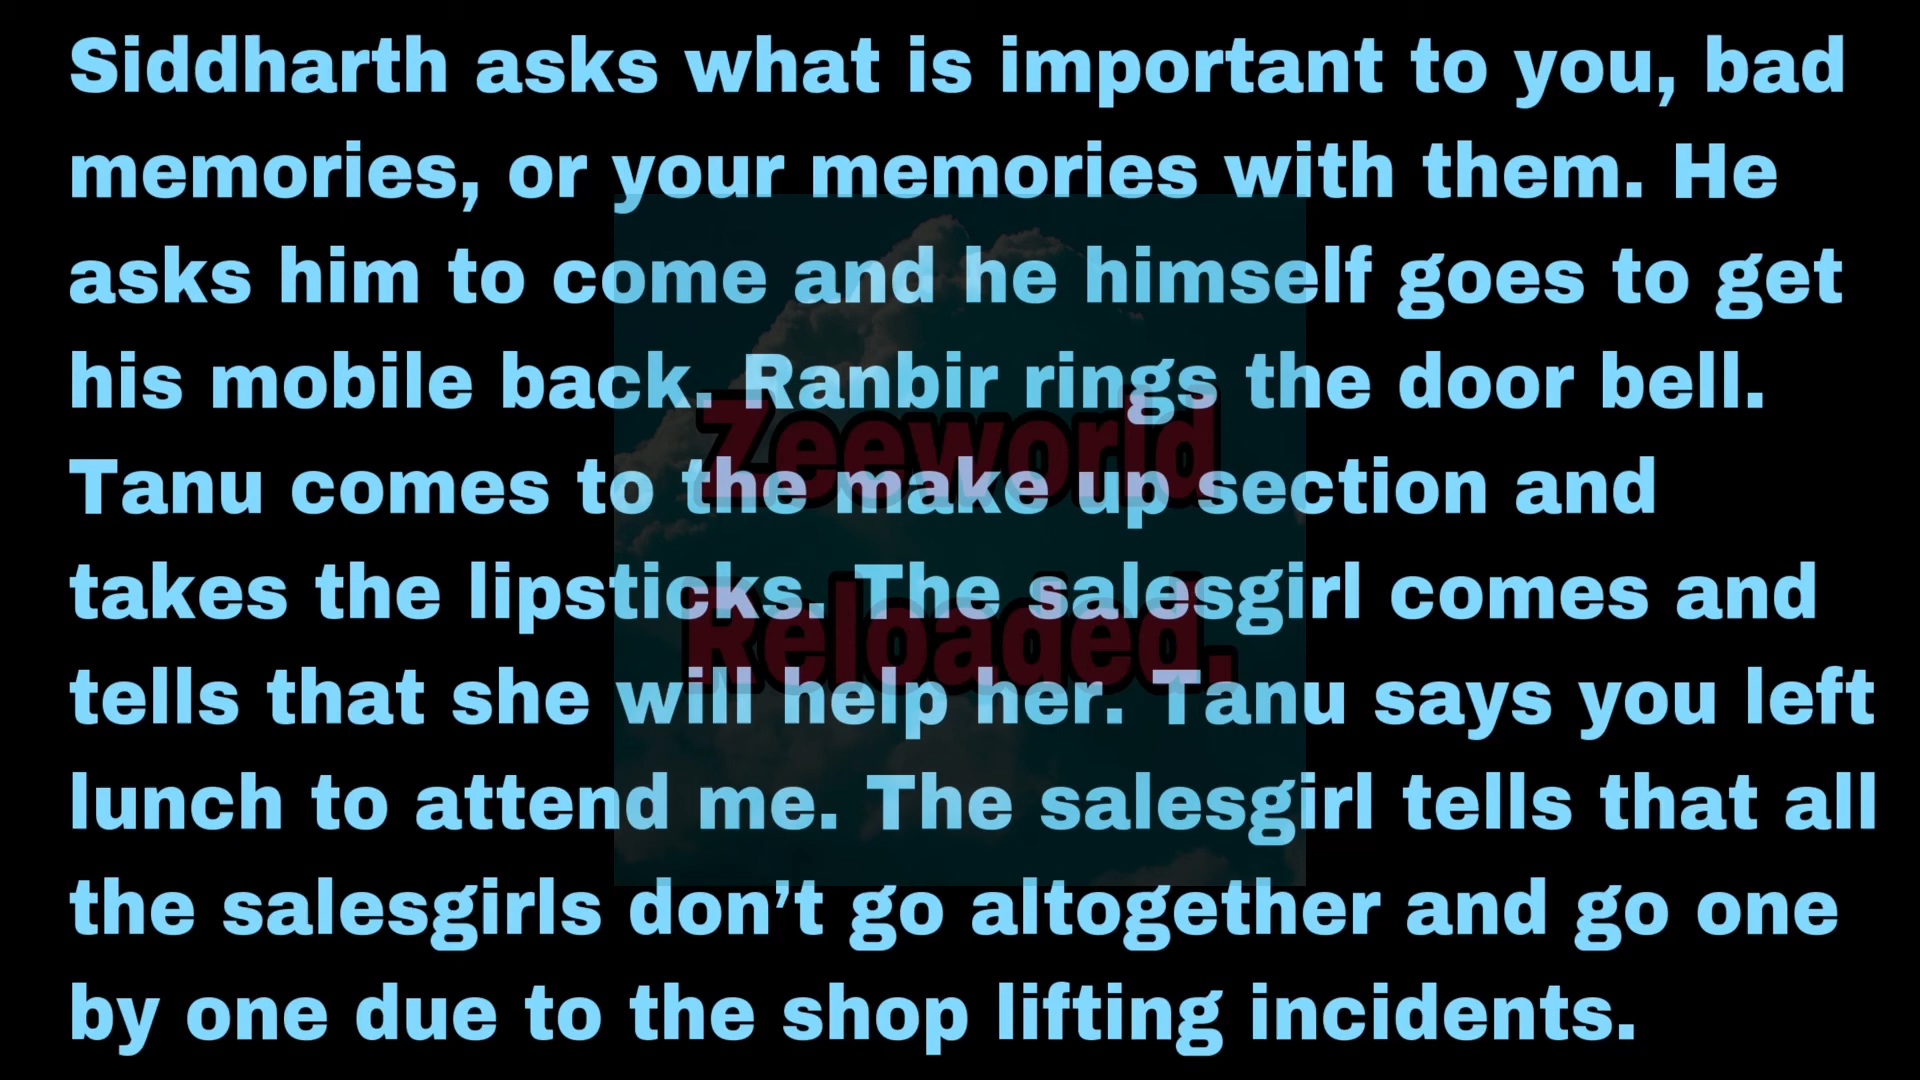 Siddharth asks what is important to you, bad
memories, or your memories with them. He
asks him to come and he himself goes to get
his mobile back. Ranbir rings the door bell.
Tanu comes to the make up section and
takes the lipsticks. The salesgirl comes and
tells that she will help her. Tanu says you left
lunch to attend me. The salesgirl tells that all
the salesgirls don’t go altogether and go one
by one due to the shop lifting incidents.
Zeeworld
Reloaded.